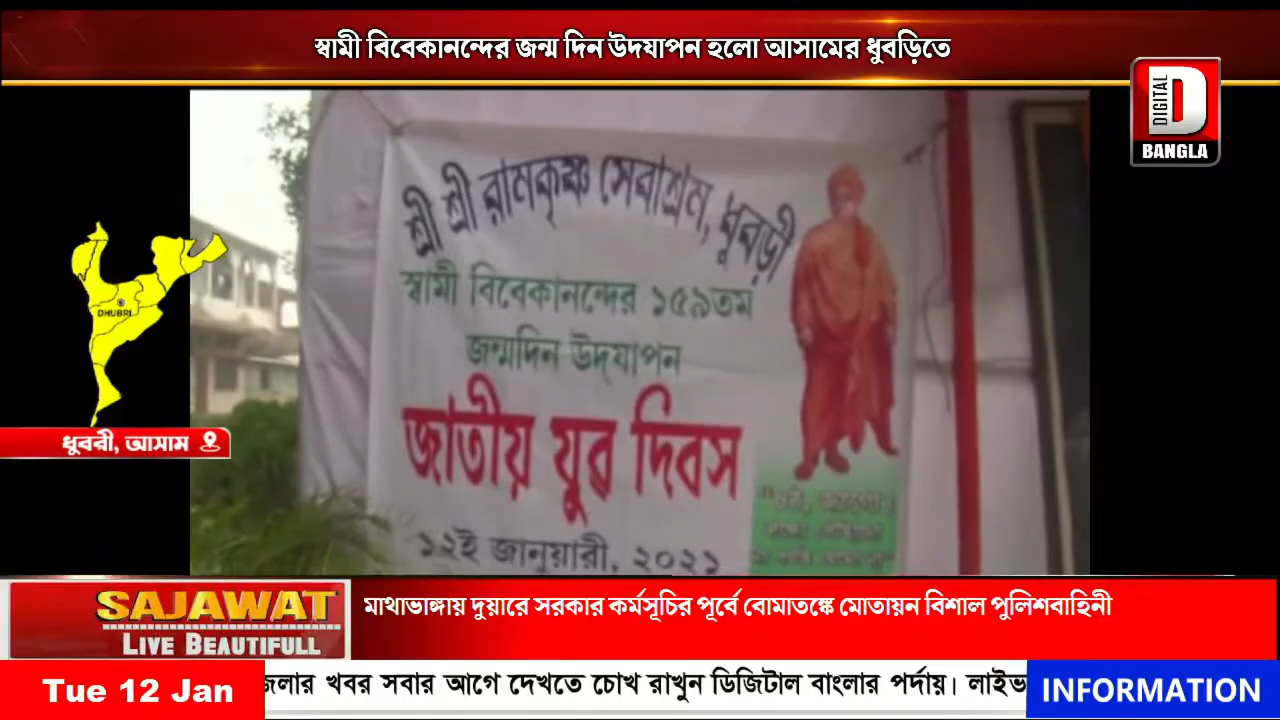 স্বামী বিবেকানন্দের জন্ম দিন উদযাপন হলো আসামের ধুবড়িতে
DIGITAL
D
BANGLA
শ্রী শ্রী রামকৃষ্ণ সেবাশ্রম, ধুবড়ী
স্বামী বিবেকানন্দের ১৫৯তম
জন্মদিন উদ্‌যাপন
জাতীয় যুৱ দিবস
১২ই জানুয়ারী, ২০২১
DHUBRI
ধুবরী, আসাম
SAJAWAT
LIVE BEAUTIFULL
মাথাভাঙ্গায় দুয়ারে সরকার কর্মসূচির পূর্বে বোমাতঙ্কে মোতায়ন বিশাল পুলিশবাহিনী
Tue 12 Jan
জেলার খবর সবার আগে দেখতে চোখ রাখুন ডিজিটাল বাংলার পর্দায়। লাইভ
INFORMATION